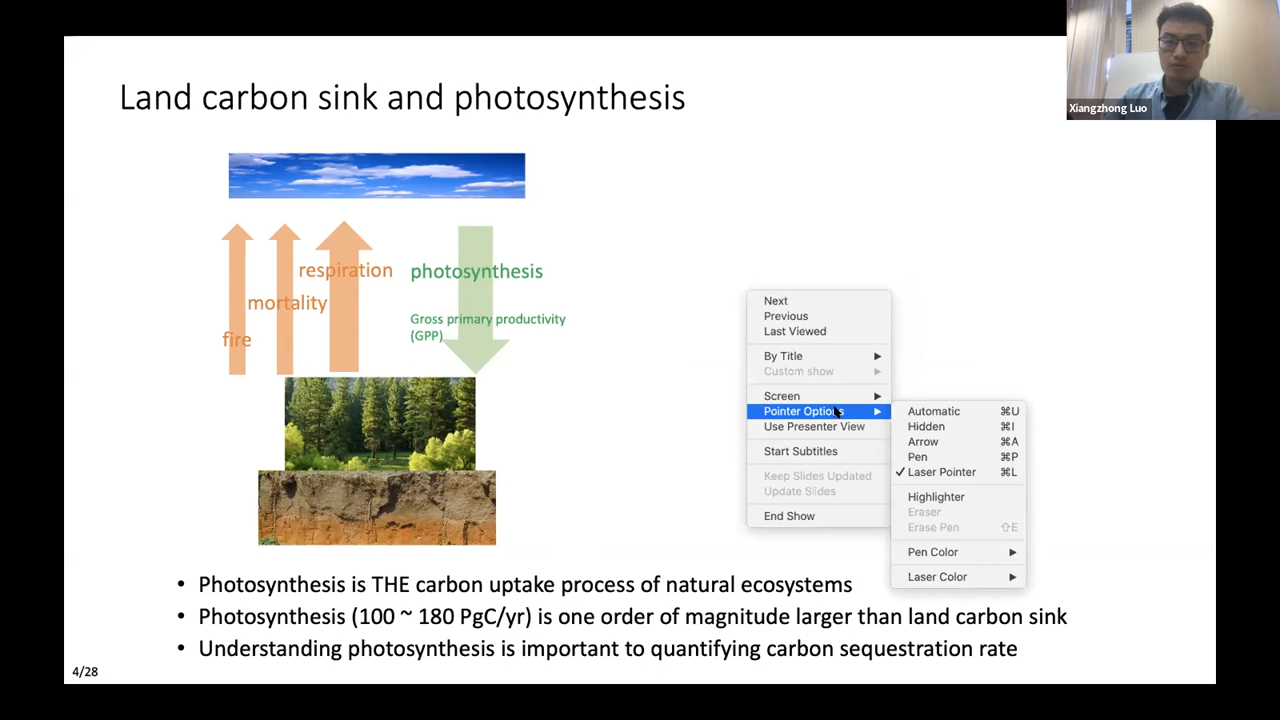 Land carbon sink and photosynthesis
Xiangzhong Luo
respiration
photosynthesis
mortality
Gross primary productivity
(GPP)
fire
Next
Previous
Last Viewed
By Title
Custom show
Screen
Pointer Options
Use Presenter View
Start Subtitles
Keep Slides Updated
Update Slides
End Show
Automatic ⌘U
Hidden ⌘I
Arrow ⌘A
Pen ⌘P
✓ Laser Pointer ⌘L
Highlighter
Eraser
Erase Pen ⇧E
Pen Color
Laser Color
• Photosynthesis is THE carbon uptake process of natural ecosystems
• Photosynthesis (100 ~ 180 PgC/yr) is one order of magnitude larger than land carbon sink
• Understanding photosynthesis is important to quantifying carbon sequestration rate
4/28